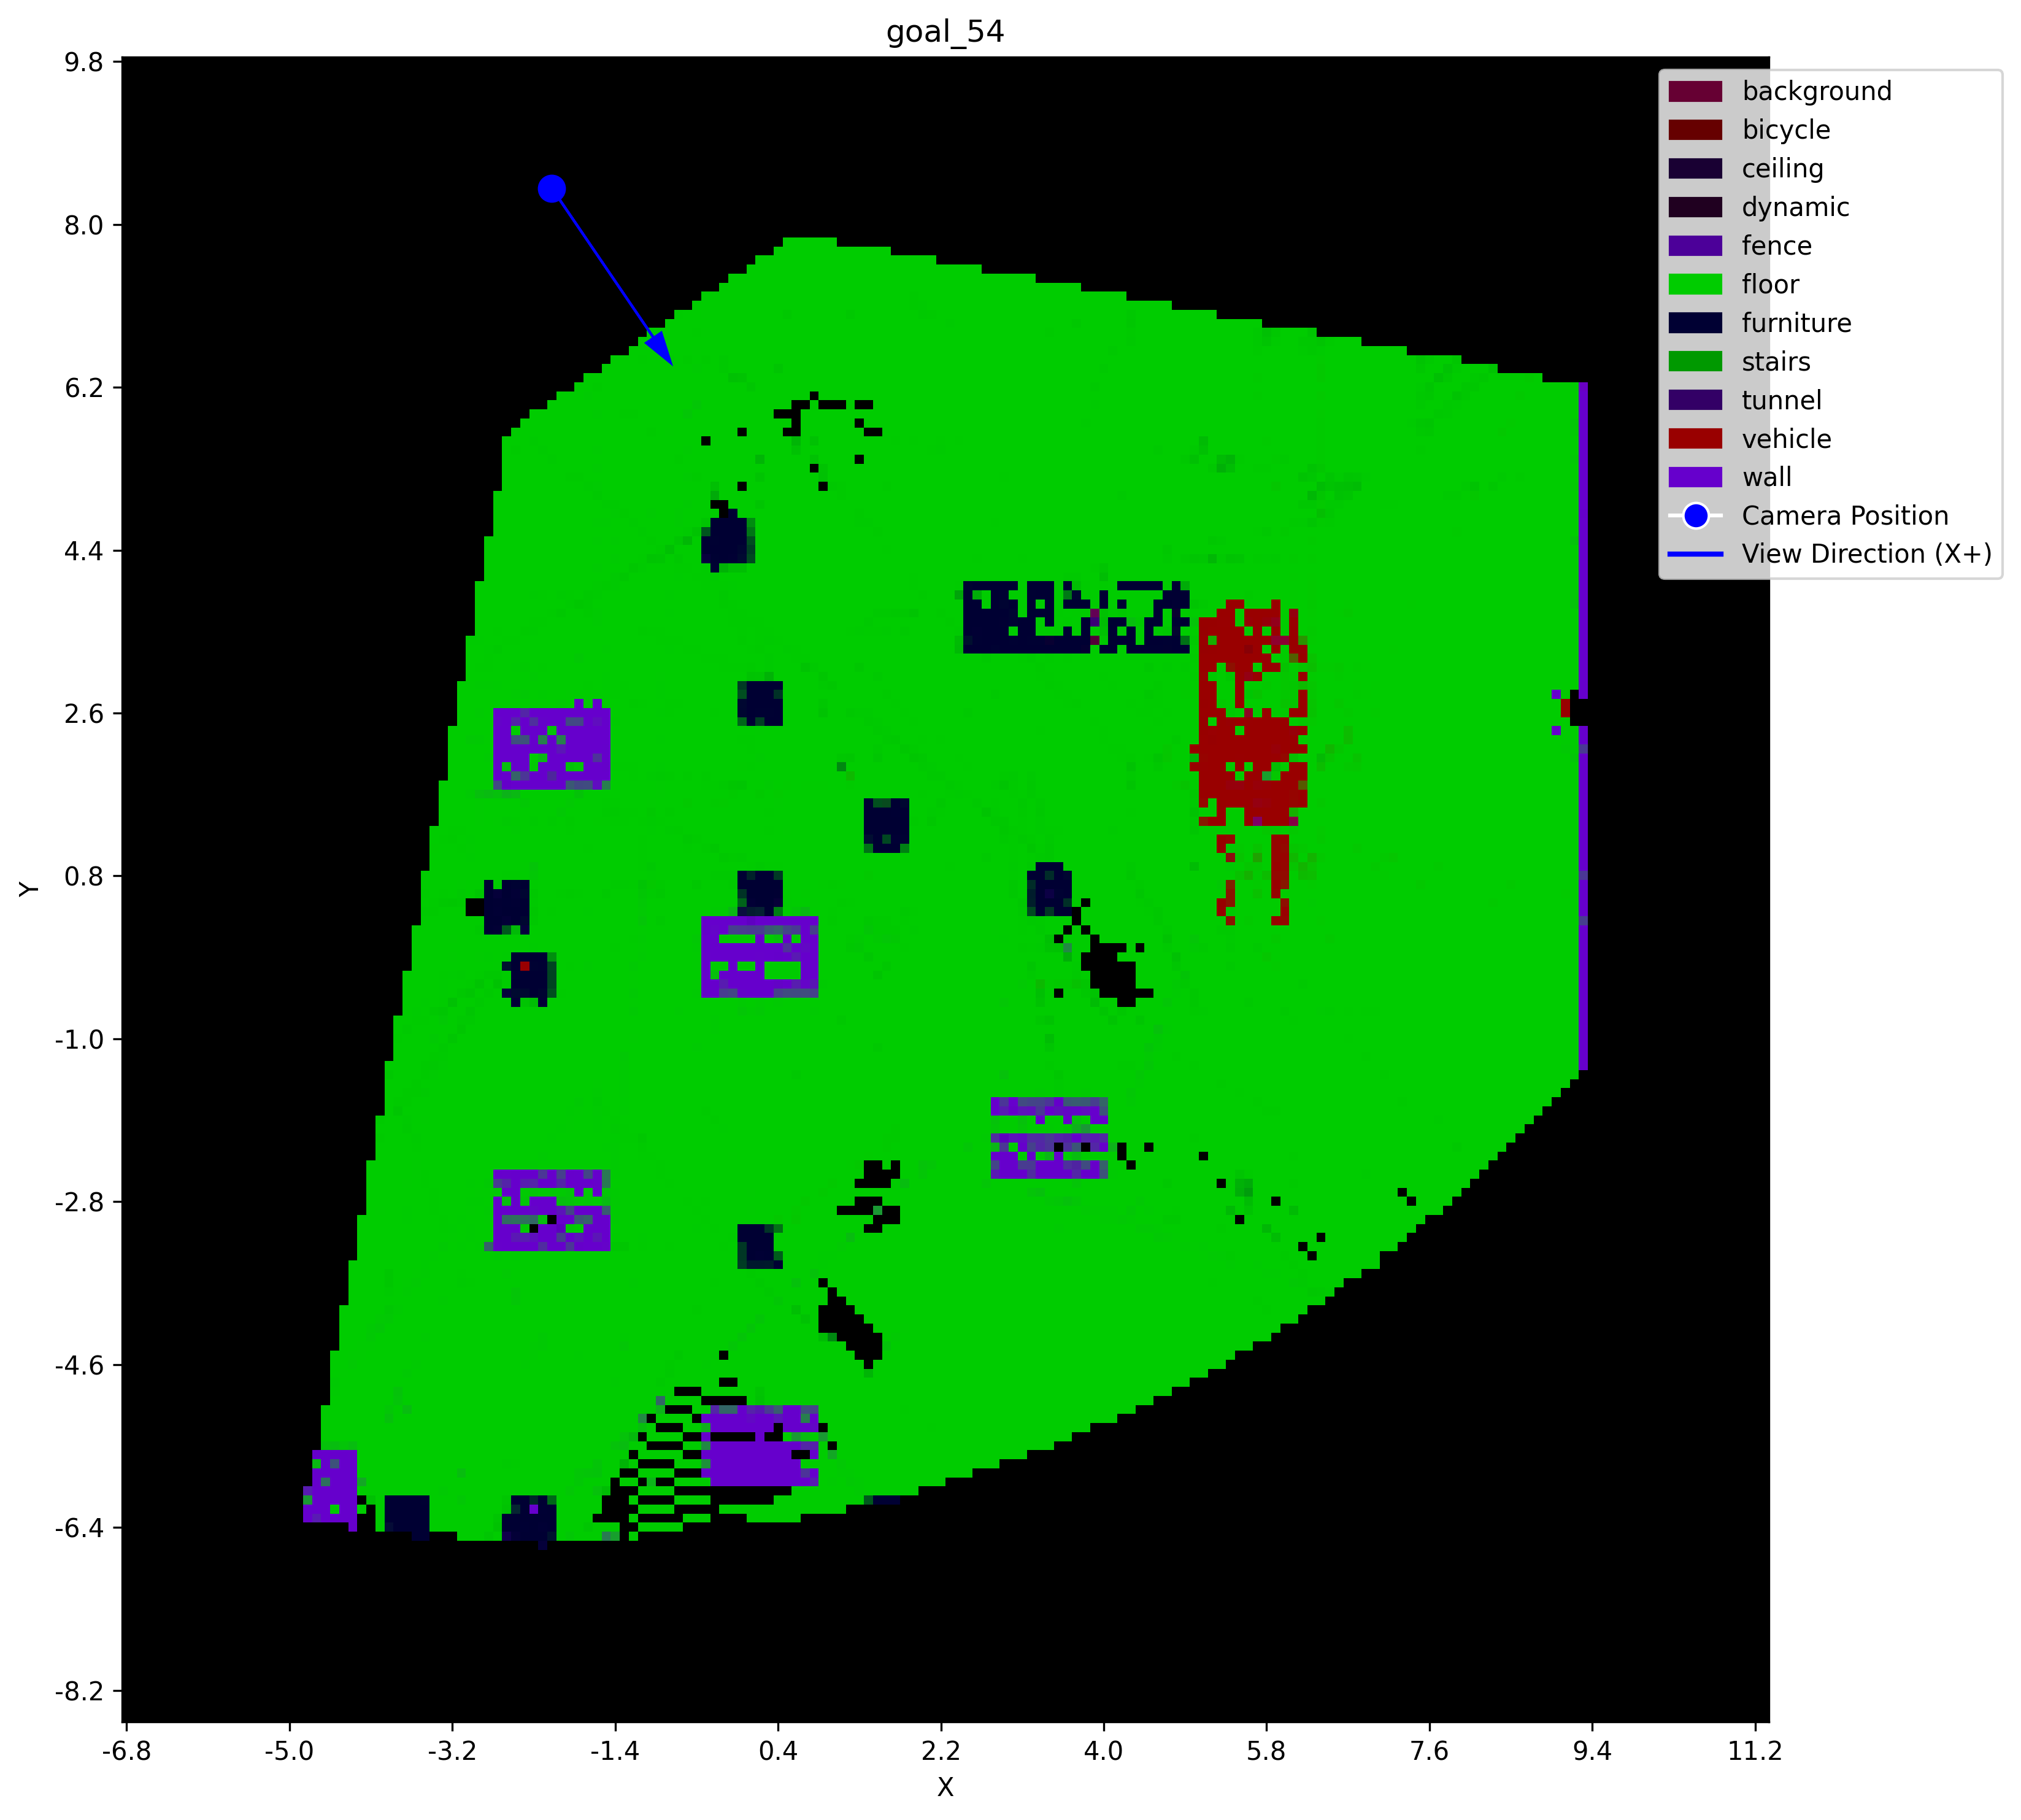 goal_54
9.8
8.0
6.2
4.4
2.6
0.8
-1.0
-2.8
-4.6
-6.4
-8.2
Y
-6.8 -5.0 -3.2 -1.4 0.4 2.2 4.0 5.8 7.6 9.4 11.2
X
background
bicycle
ceiling
dynamic
fence
floor
furniture
stairs
tunnel
vehicle
wall
Camera Position
View Direction (X+)